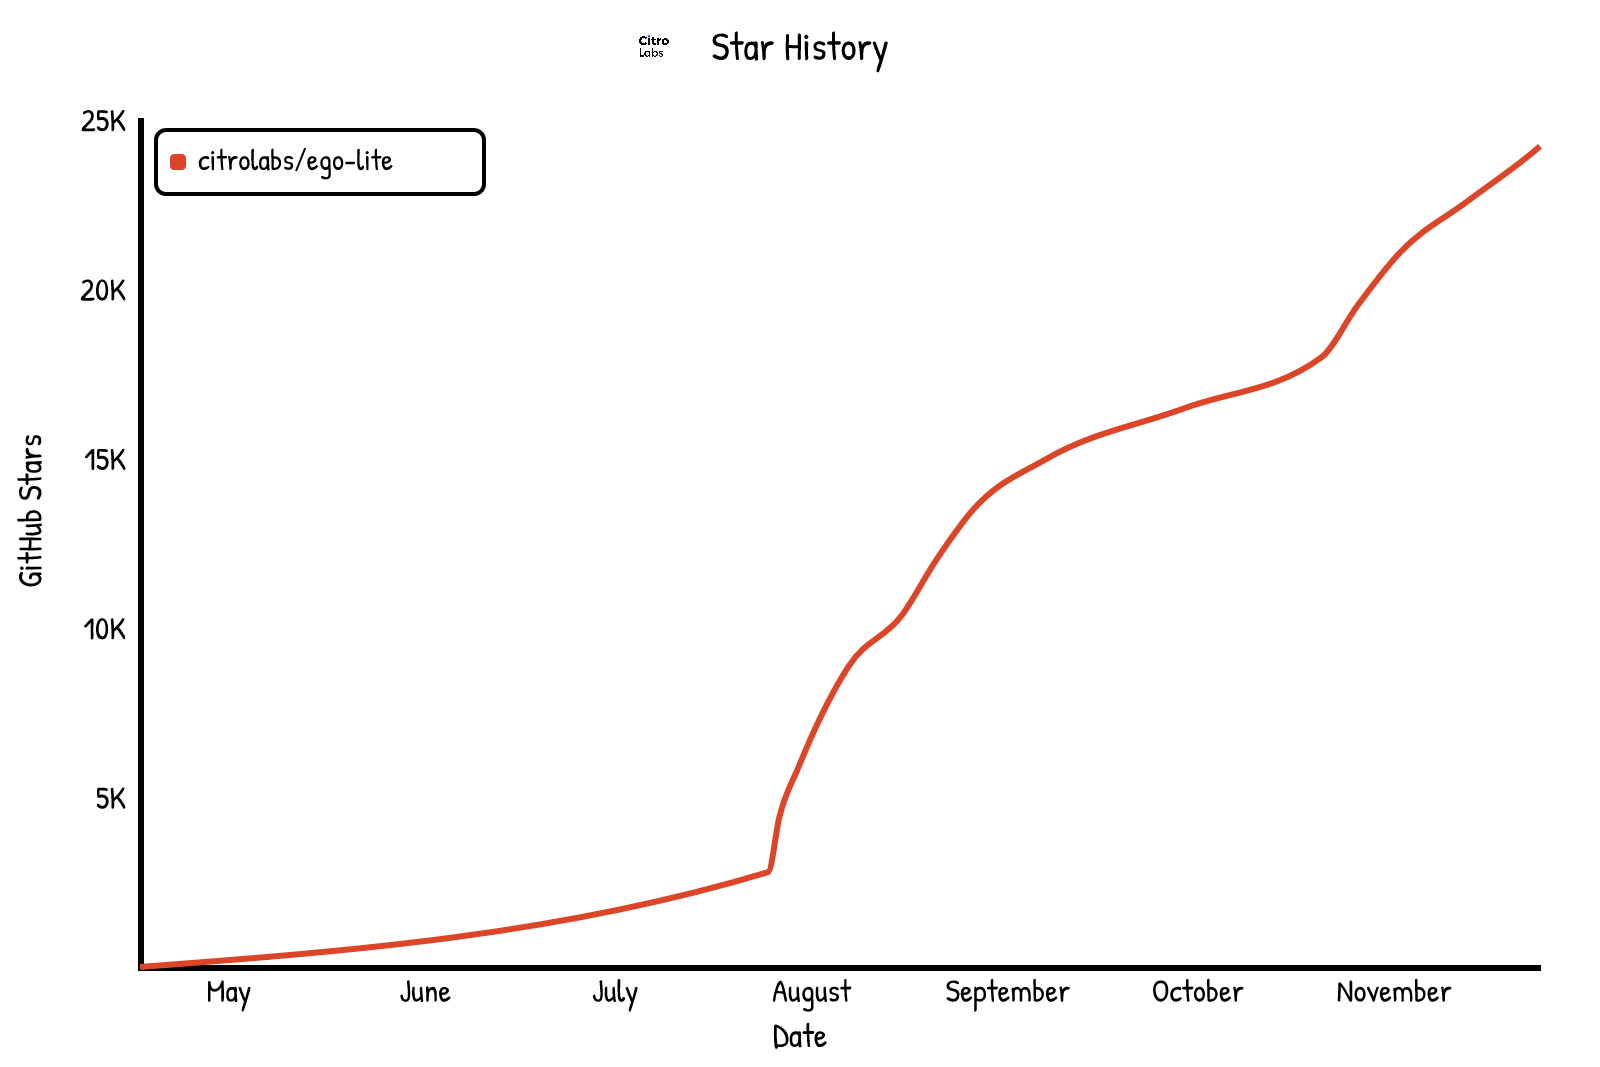 Citro
Labs
Star History
25K
citrolabs/ego-lite
20K
15K
10K
5K
GitHub Stars
May June July August September October November
Date